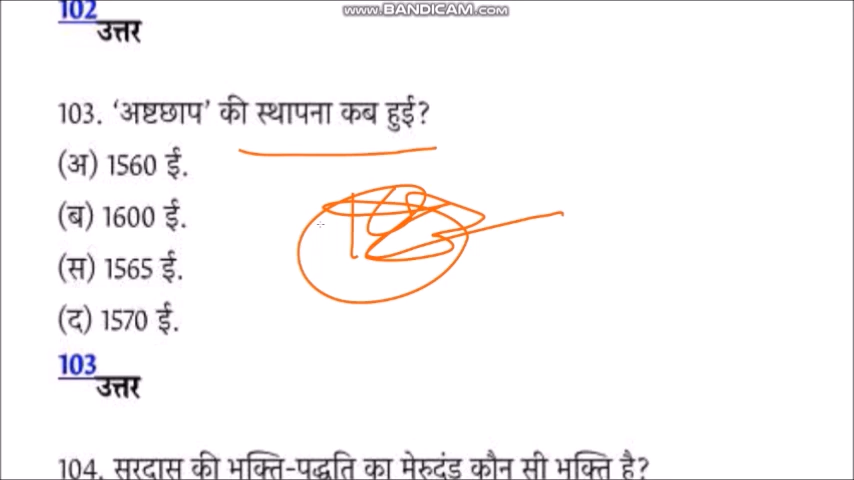 www.BANDICAM.com
102
उत्तर
103. ‘अष्टछाप’ की स्थापना कब हुई?
(अ) 1560 ई.
(ब) 1600 ई.
(स) 1565 ई.
(द) 1570 ई.
103
उत्तर
104. सूरदास की भक्ति-पद्धति का मेरुदंड कौन सी भक्ति है?